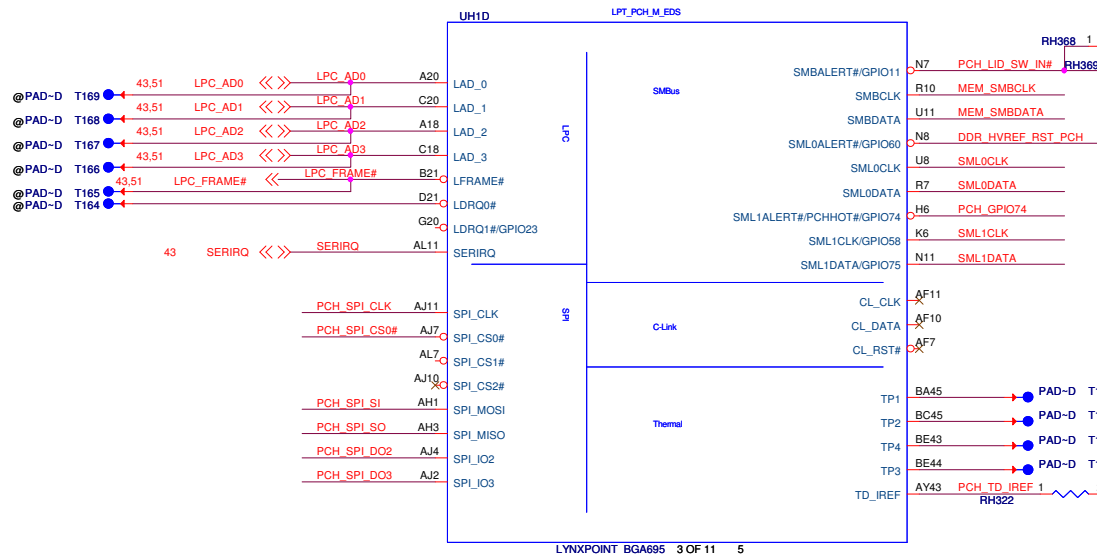 UH1D
LPT_PCH_M_EDS
RH368 1
RH369
43,51 LPC_AD0 LPC_AD0 A20 LAD_0
@PAD~D T169
43,51 LPC_AD1 LPC_AD1 C20 LAD_1
@PAD~D T168
43,51 LPC_AD2 LPC_AD2 A18 LAD_2
@PAD~D T167
43,51 LPC_AD3 LPC_AD3 C18 LAD_3
@PAD~D T166
43,51 LPC_FRAME# LPC_FRAME# B21 LFRAME#
@PAD~D T165
@PAD~D T164 D21 LDRQ0#
G20 LDRQ1#/GPIO23
43 SERIRQ SERIRQ AL11 SERIRQ
LPC
SMBus
SMBALERT#/GPIO11 N7 PCH_LID_SW_IN#
SMBCLK R10 MEM_SMBCLK
SMBDATA U11 MEM_SMBDATA
SML0ALERT#/GPIO60 N8 DDR_HVREF_RST_PCH
SML0CLK U8 SML0CLK
SML0DATA R7 SML0DATA
SML1ALERT#/PCHHOT#/GPIO74 H6 PCH_GPIO74
SML1CLK/GPIO58 K6 SML1CLK
SML1DATA/GPIO75 N11 SML1DATA
PCH_SPI_CLK AJ11 SPI_CLK
PCH_SPI_CS0# AJ7 SPI_CS0#
AL7 SPI_CS1#
AJ10 SPI_CS2#
PCH_SPI_SI AH1 SPI_MOSI
PCH_SPI_SO AH3 SPI_MISO
PCH_SPI_DO2 AJ4 SPI_IO2
PCH_SPI_DO3 AJ2 SPI_IO3
SPI
C-Link
CL_CLK AF11
CL_DATA AF10
CL_RST# AF7
Thermal
TP1 BA45 PAD~D
TP2 BC45 PAD~D
TP4 BE43 PAD~D
TP3 BE44 PAD~D
TD_IREF AY43 PCH_TD_IREF 1
RH322
LYNXPOINT BGA695 3 OF 11 5